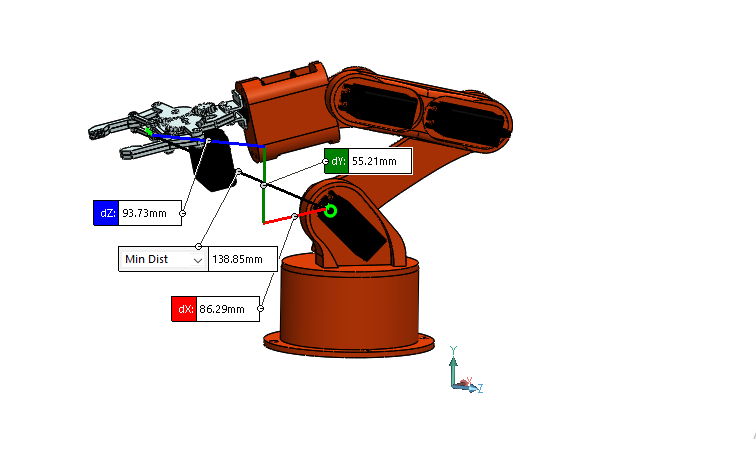 dY: 55.21mm
dZ: 93.73mm
Min Dist 138.85mm
dX: 86.29mm
Y
Z